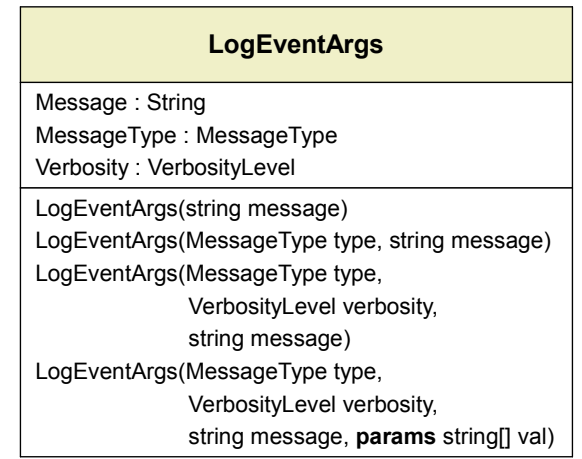 LogEventArgs
Message : String
MessageType : MessageType
Verbosity : VerbosityLevel
LogEventArgs(string message)
LogEventArgs(MessageType type, string message)
LogEventArgs(MessageType type,
VerbosityLevel verbosity,
string message)
LogEventArgs(MessageType type,
VerbosityLevel verbosity,
string message, params string[] val)